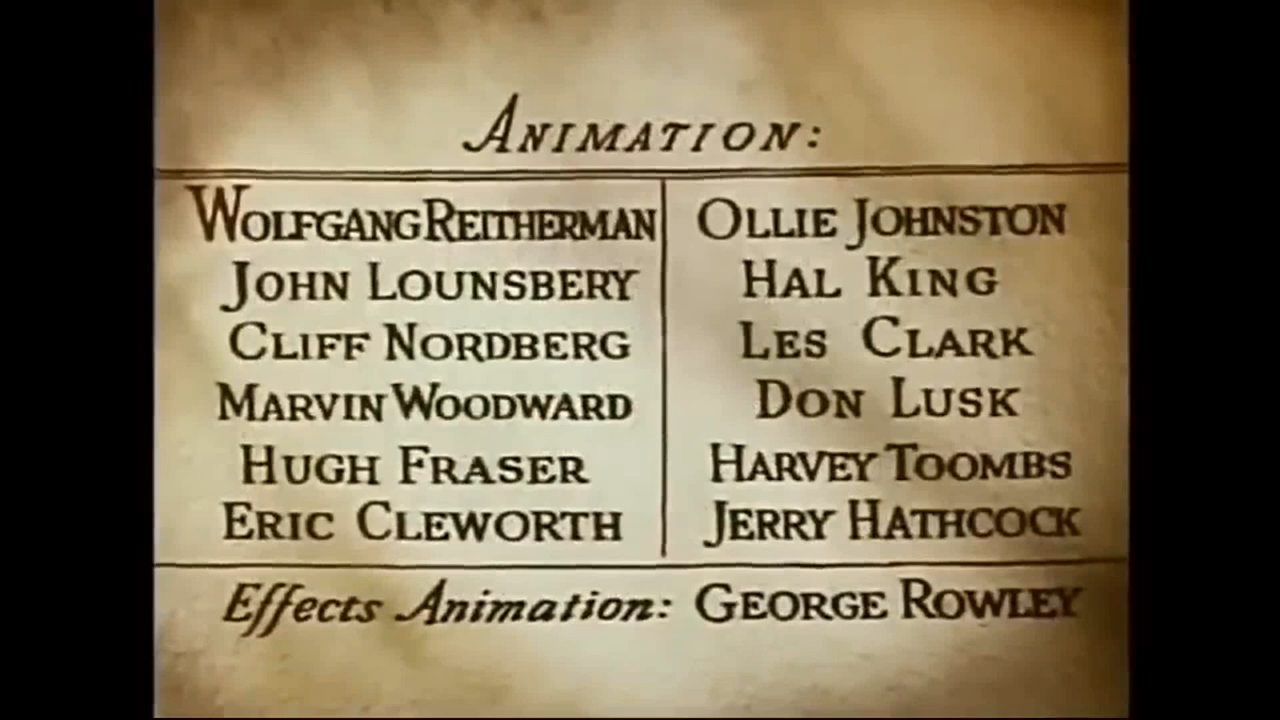 ANIMATION:
WOLFGANG REITHERMAN
JOHN LOUNSBERY
CLIFF NORDBERG
MARVIN WOODWARD
HUGH FRASER
ERIC CLEWORTH
OLLIE JOHNSTON
HAL KING
LES CLARK
DON LUSK
HARVEY TOOMBS
JERRY HATHCOCK
Effects Animation: GEORGE ROWLEY